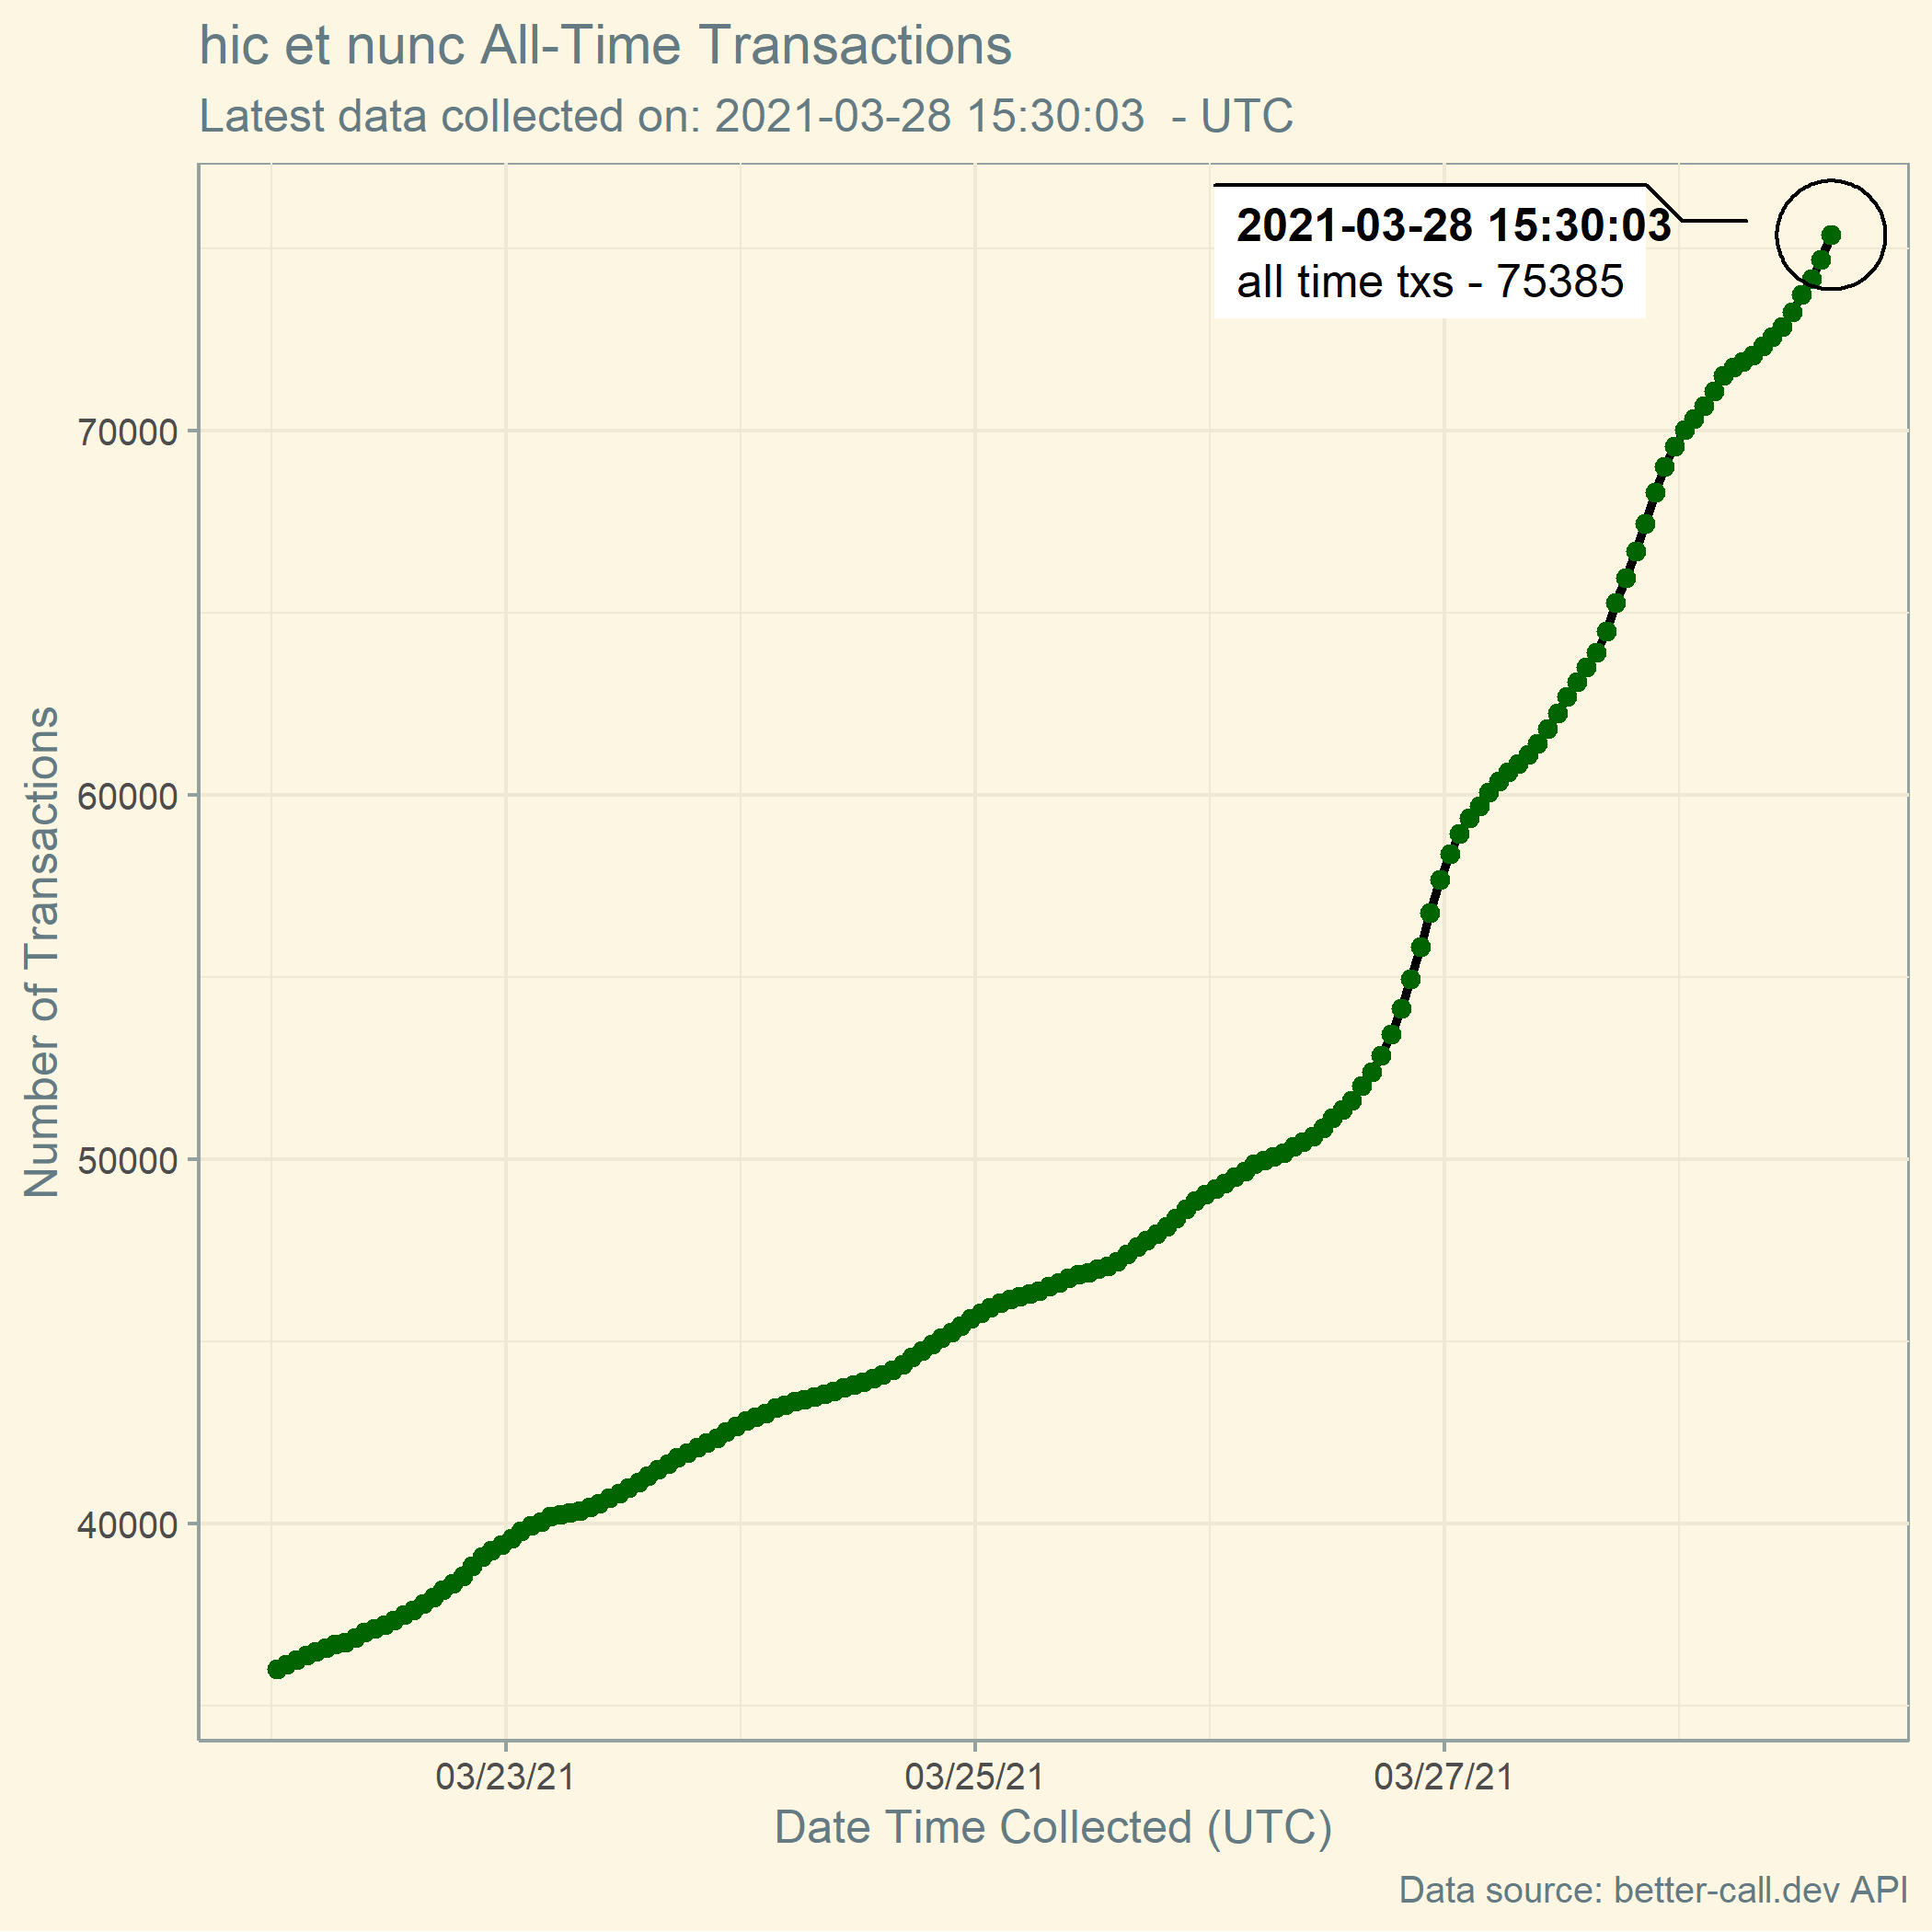 hic et nunc All-Time Transactions
Latest data collected on: 2021-03-28 15:30:03  - UTC
2021-03-28 15:30:03
all time txs - 75385
Number of Transactions
70000
60000
50000
40000
03/23/21
03/25/21
03/27/21
Date Time Collected (UTC)
Data source: better-call.dev API